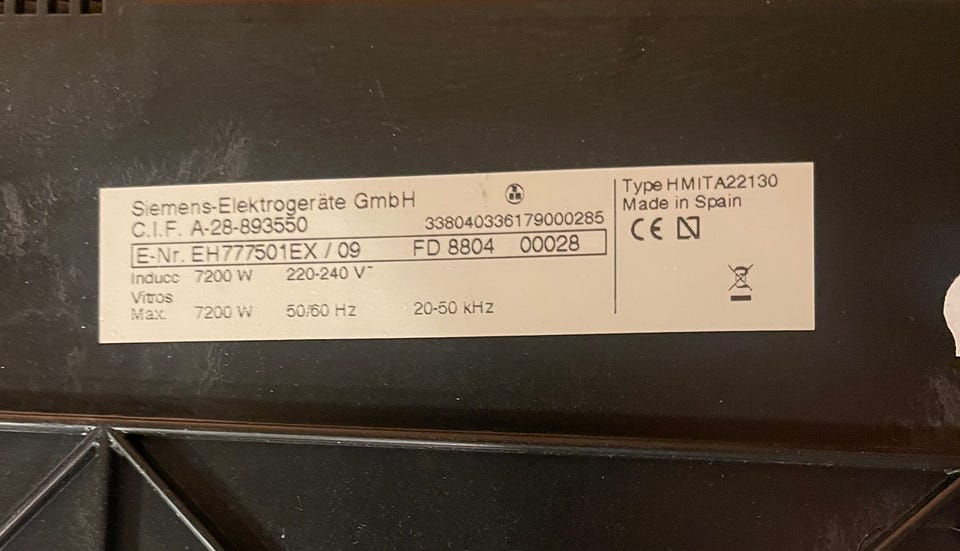 Siemens-Elektrogeräte GmbH
C.I.F. A-28-893550
338040336179000285
E-Nr. EH777501EX / 09 FD 8804 00028
Inducc 7200 W 220-240 V~
Vitros
Max. 7200 W 50/60 Hz 20-50 kHz
Type HMITA22130
Made in Spain
CE N